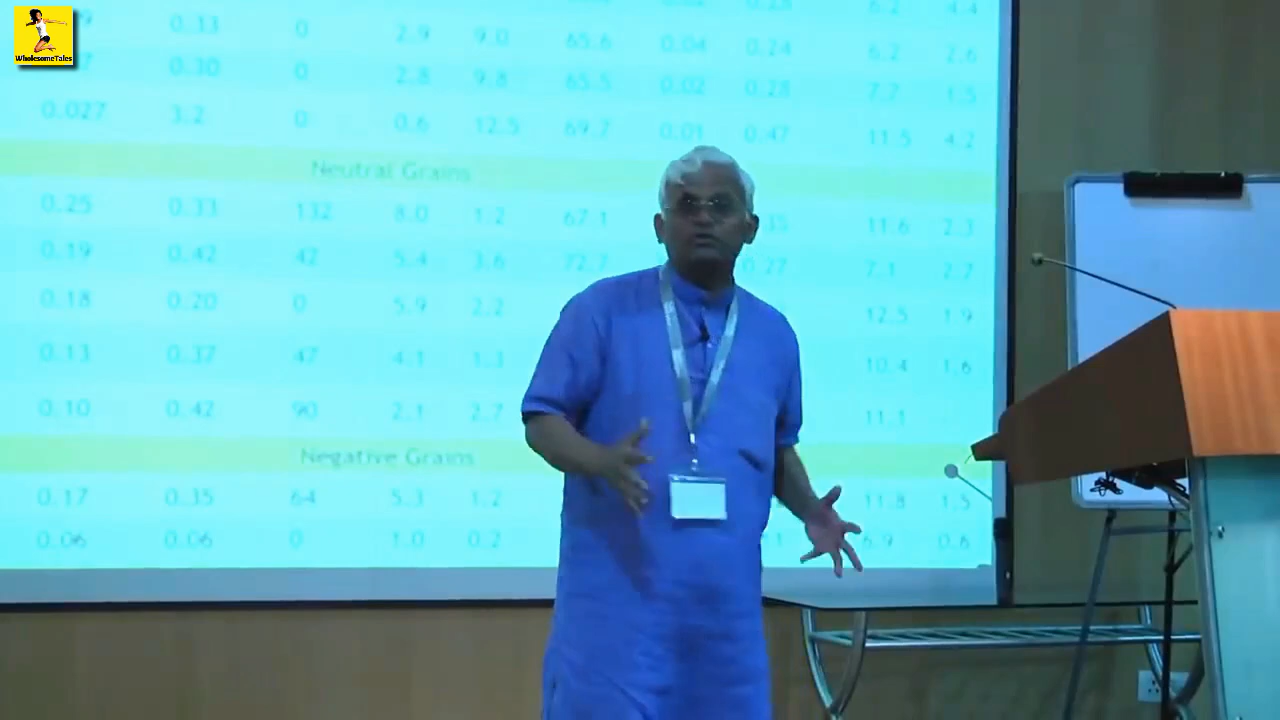 WholesomeTales
0.33 0 2.9 9.0 65.6 0.04 0.24 6.2 2.6
0.30 0 2.8 9.8 65.5 0.02 0.28 7.7 1.5
0.027 3.2 0 0.6 12.5 69.7 0.01 0.47 11.5 4.2
Neutral Grains
0.25 0.33 132 8.0 1.2 67.1 11.6 2.3
0.19 0.42 42 5.4 3.6 72.7 0.27 7.1 2.7
0.18 0.20 0 5.9 2.2 12.5 1.9
0.13 0.37 47 4.1 1.3 10.4 1.6
0.10 0.42 90 2.1 2.7 11.1
Negative Grains
0.17 0.35 64 5.3 1.2 11.8 1.5
0.06 0.06 0 1.0 0.2 6.9 0.6